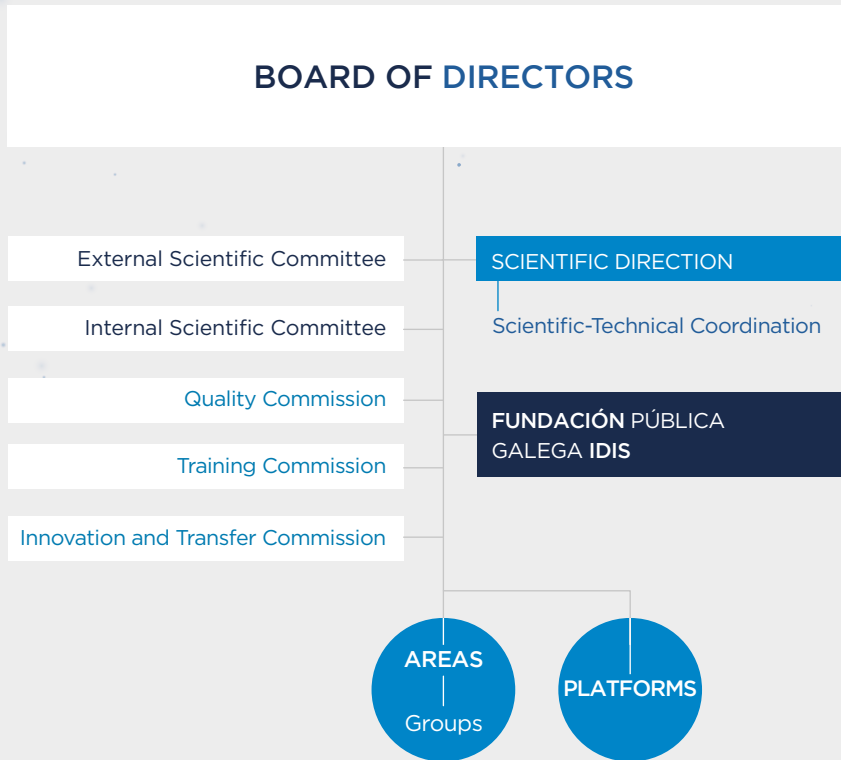 BOARD OF DIRECTORS
External Scientific Committee
SCIENTIFIC DIRECTION
Internal Scientific Committee
Scientific-Technical Coordination
Quality Commission
FUNDACIÓN PÚBLICA
GALEGA IDIS
Training Commission
Innovation and Transfer Commission
AREAS
Groups
PLATFORMS